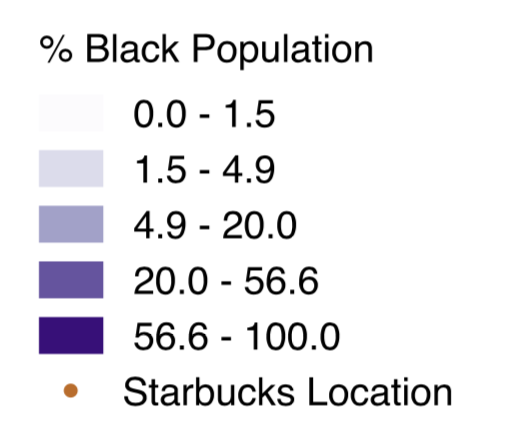 % Black Population
0.0 - 1.5
1.5 - 4.9
4.9 - 20.0
20.0 - 56.6
56.6 - 100.0
Starbucks Location